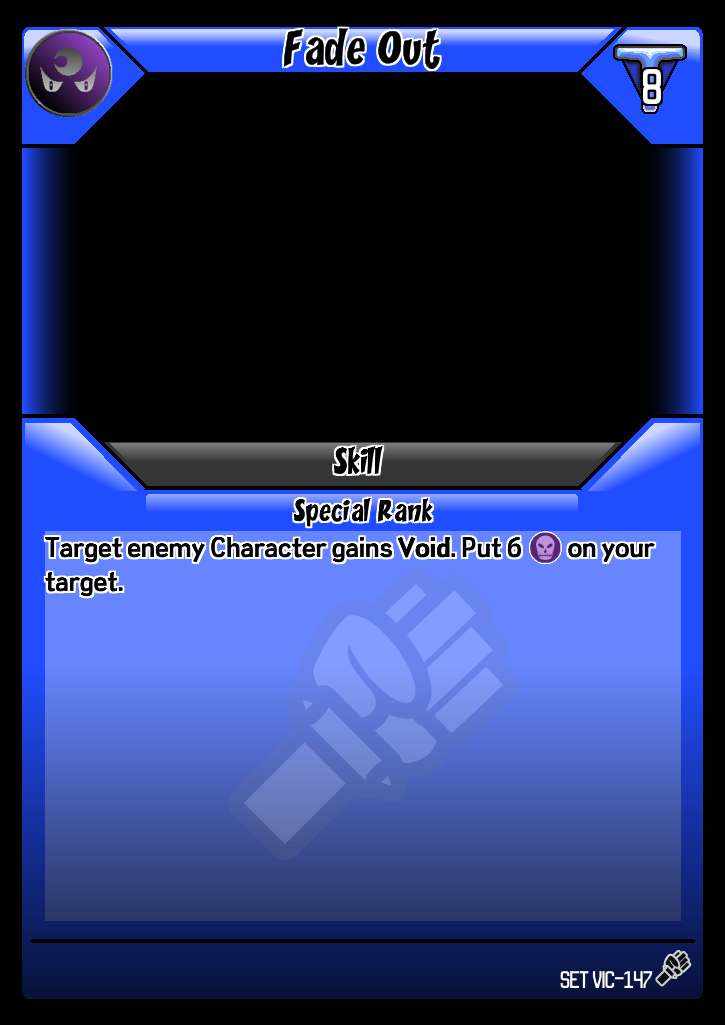 Fade Out
8
Skill
Special Rank
Target enemy Character gains Void. Put 6 on your
target.
SET VIC-147